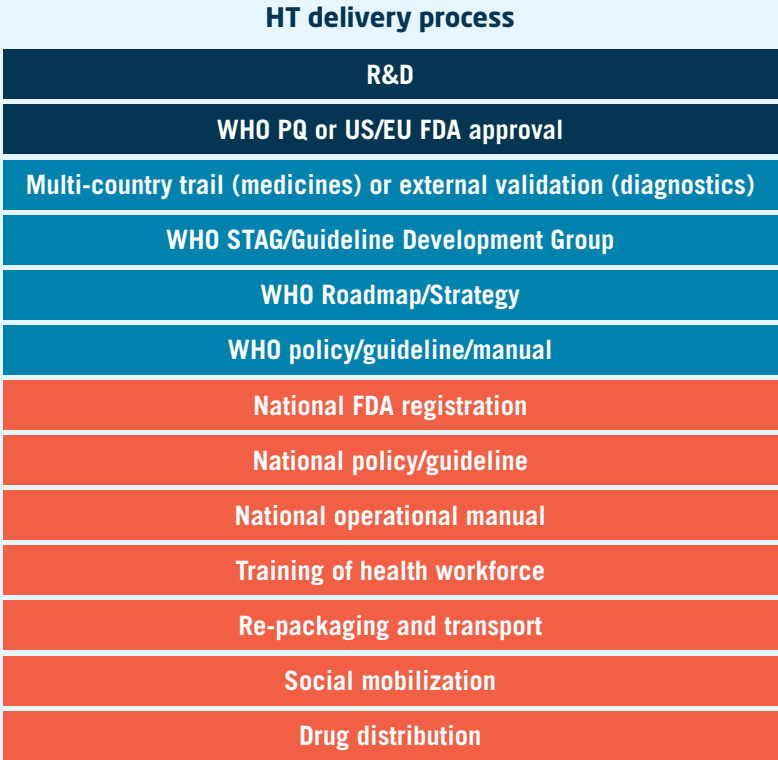 HT delivery process
R&D
WHO PQ or US/EU FDA approval
Multi-country trail (medicines) or external validation (diagnostics)
WHO STAG/Guideline Development Group
WHO Roadmap/Strategy
WHO policy/guideline/manual
National FDA registration
National policy/guideline
National operational manual
Training of health workforce
Re-packaging and transport
Social mobilization
Drug distribution